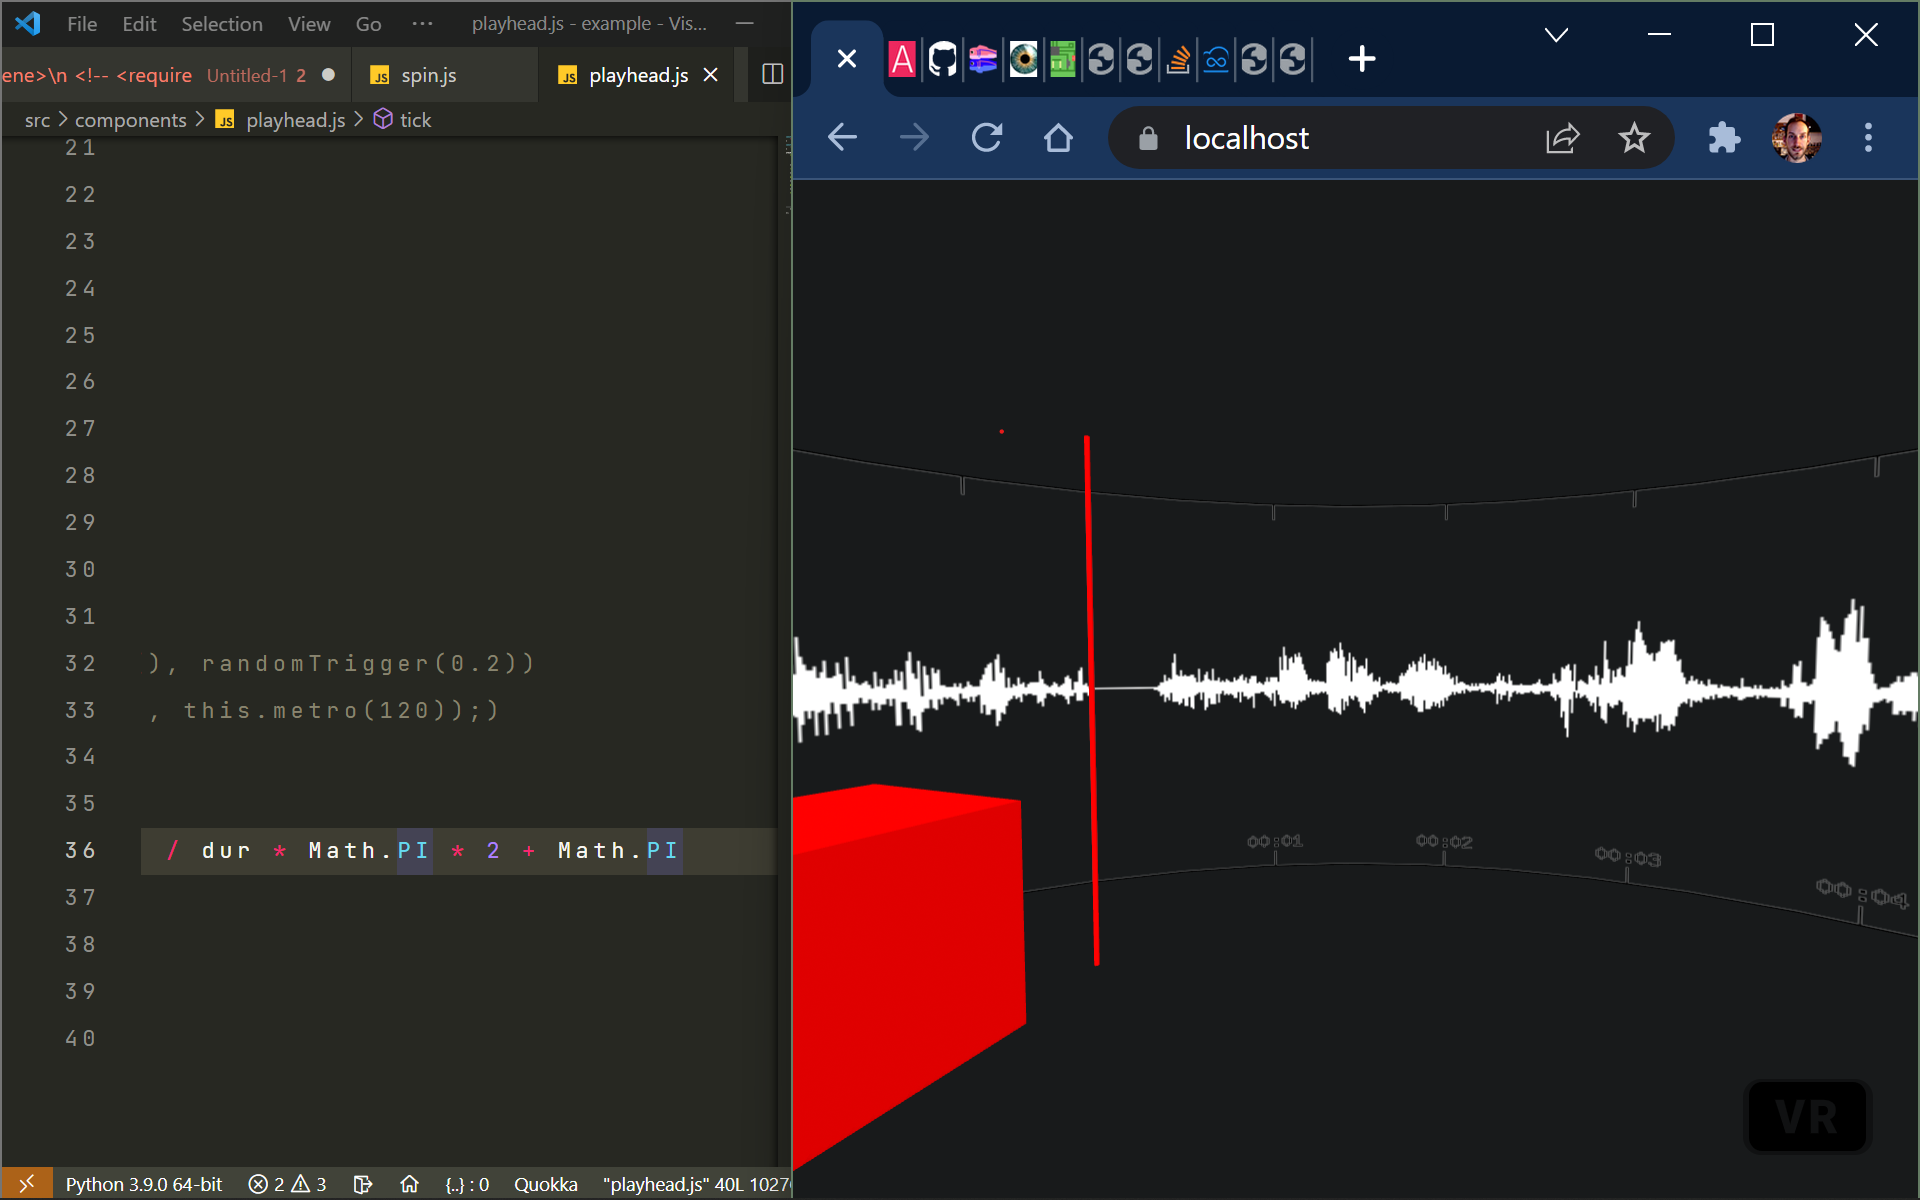 File Edit Selection View Go ··· playhead.js - example - Vis...
ene>\n <!-- <require Untitled-1 2
JS spin.js
JS playhead.js
src > components > JS playhead.js > tick
21
22
23
24
25
26
27
28
29
30
31
32 ), randomTrigger(0.2))
33 , this.metro(120));)
34
35
36 / dur * Math.PI * 2 + Math.PI
37
38
39
40
Python 3.9.0 64-bit 2 3 {..} : 0 Quokka "playhead.js" 40L 1027
A
localhost
00:01 00:02 00:03 00:04
VR